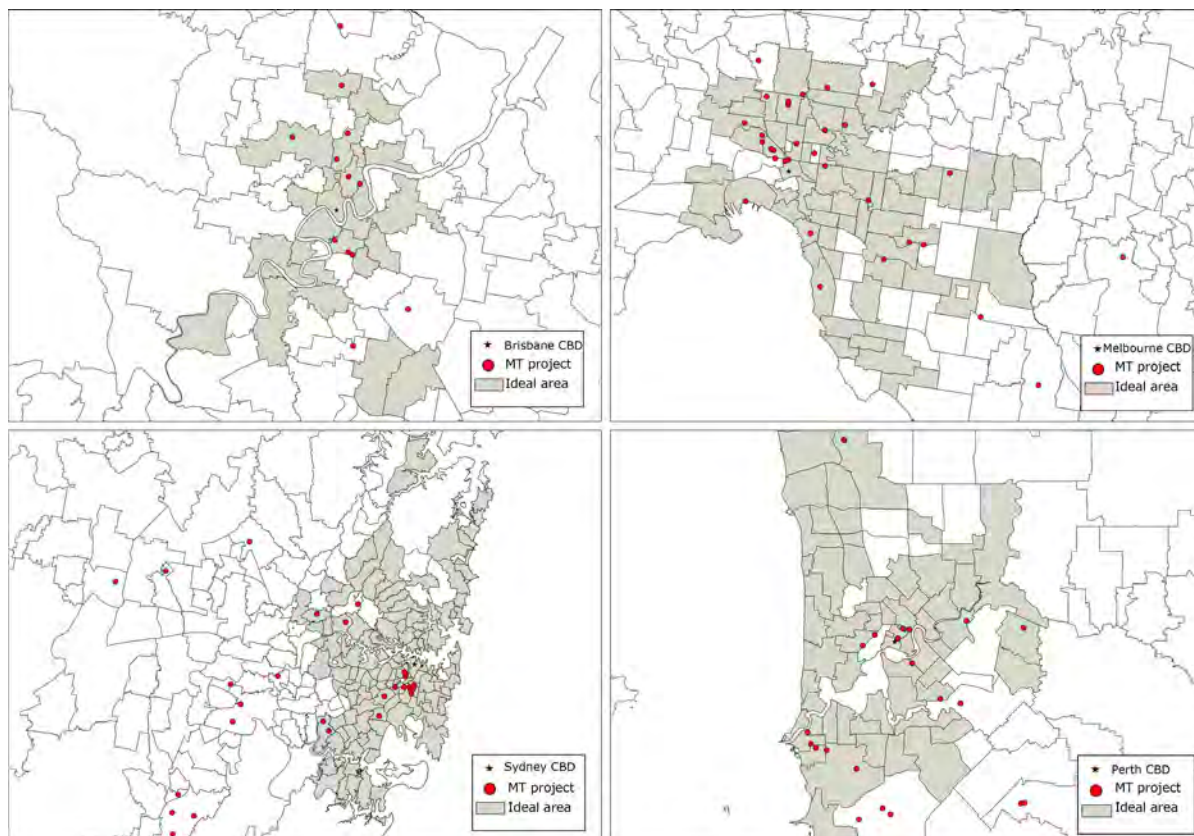 Brisbane CBD
MT project
Ideal area
Melbourne CBD
MT project
Ideal area
Sydney CBD
MT project
Ideal area
Perth CBD
MT project
Ideal area